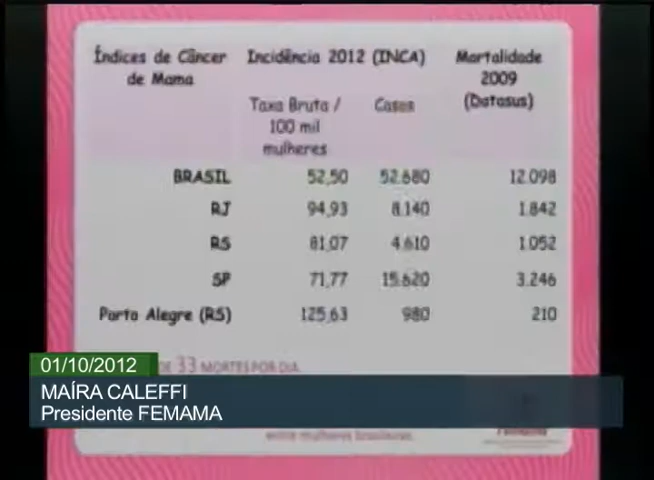 Índices de Câncer de Mama Incidência 2012 (INCA) Mortalidade 2009 (Datasus)
Taxa Bruta / 100 mil mulheres Casos
BRASIL 52,50 52.680 12.098
RJ 94,93 8.140 1.842
RS 81,07 4.610 1.052
SP 71,77 15.620 3.246
Porto Alegre (RS) 125,63 980 210
DE 33 MORTES POR DIA
01/10/2012
MAÍRA CALEFFI
Presidente FEMAMA
entre mulheres brasileiras